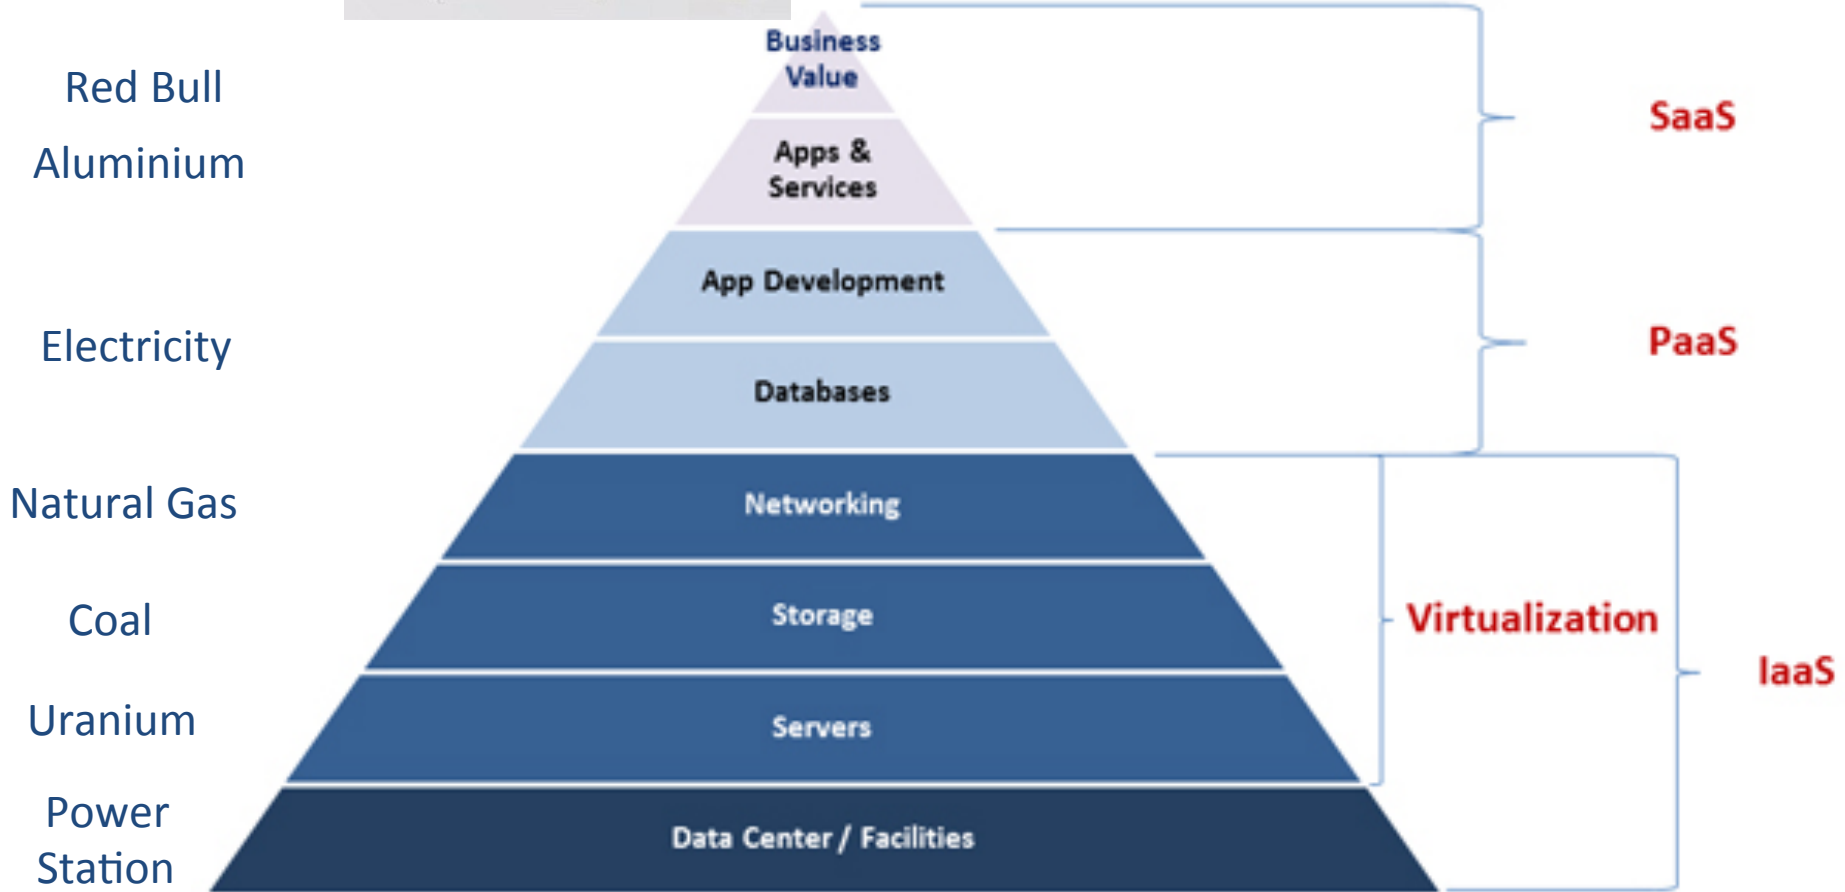 Business
Value
Red Bull
SaaS
Apps &
Services
Aluminium
App Development
Electricity
PaaS
Databases
Natural Gas
Networking
Coal
Storage
Virtualization
IaaS
Uranium
Servers
Power
Station
Data Center / Facilities